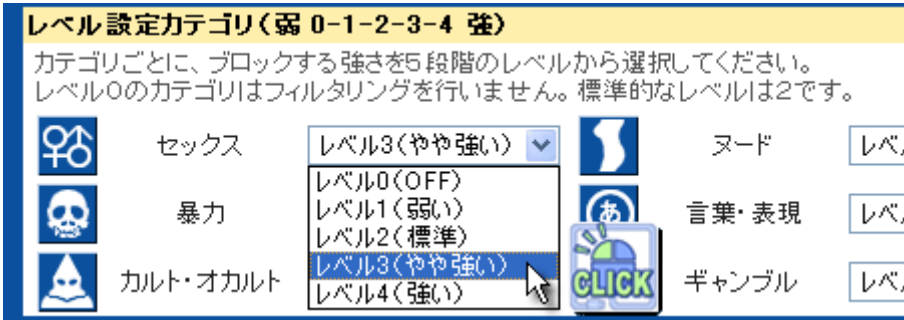 レベル設定カテゴリ(弱 0-1-2-3-4 強)
カテゴリごとに、ブロックする強さを5段階のレベルから選択してください。
レベル0のカテゴリはフィルタリングを行いません。標準的なレベルは2です。
セックス レベル3(やや強い) ヌード レベ
レベル0(OFF)
暴力 レベル1(弱い) あ 言葉・表現 レベ
レベル2(標準)
カルト・オカルト レベル3(やや強い) CLICK ギャンブル レベ
レベル4(強い)